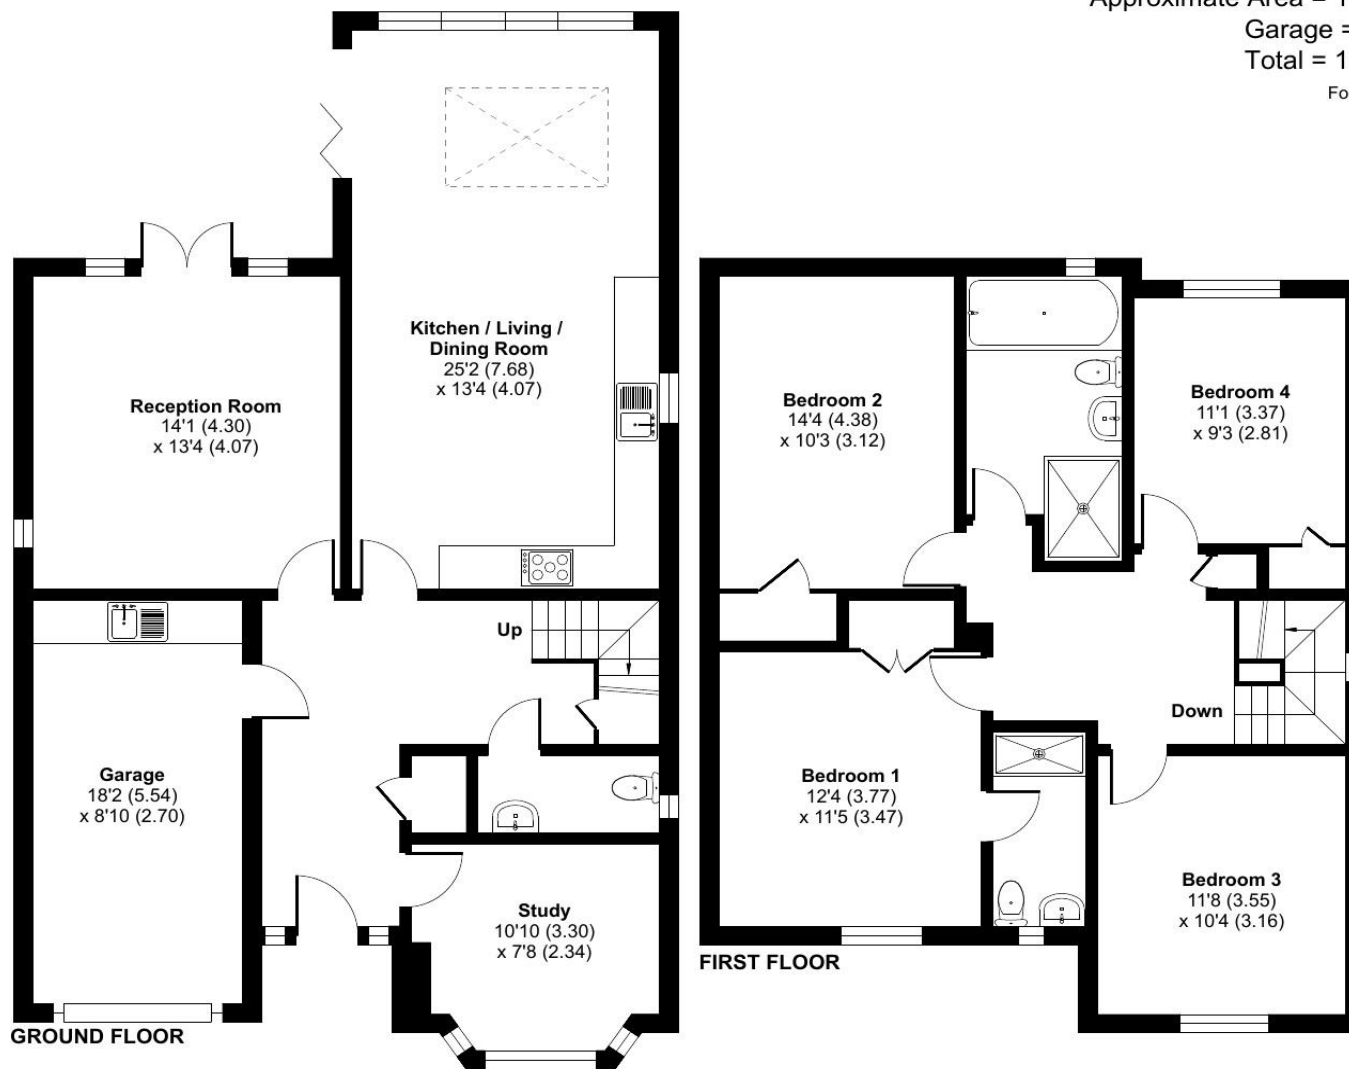 Approximate Area = 1
Garage =
Total = 1
Fo
Kitchen / Living /
Dining Room
25'2 (7.68)
x 13'4 (4.07)
Reception Room
14'1 (4.30)
x 13'4 (4.07)
Up
Garage
18'2 (5.54)
x 8'10 (2.70)
Study
10'10 (3.30)
x 7'8 (2.34)
GROUND FLOOR
Bedroom 2
14'4 (4.38)
x 10'3 (3.12)
Bedroom 4
11'1 (3.37)
x 9'3 (2.81)
Down
Bedroom 1
12'4 (3.77)
x 11'5 (3.47)
Bedroom 3
11'8 (3.55)
x 10'4 (3.16)
FIRST FLOOR